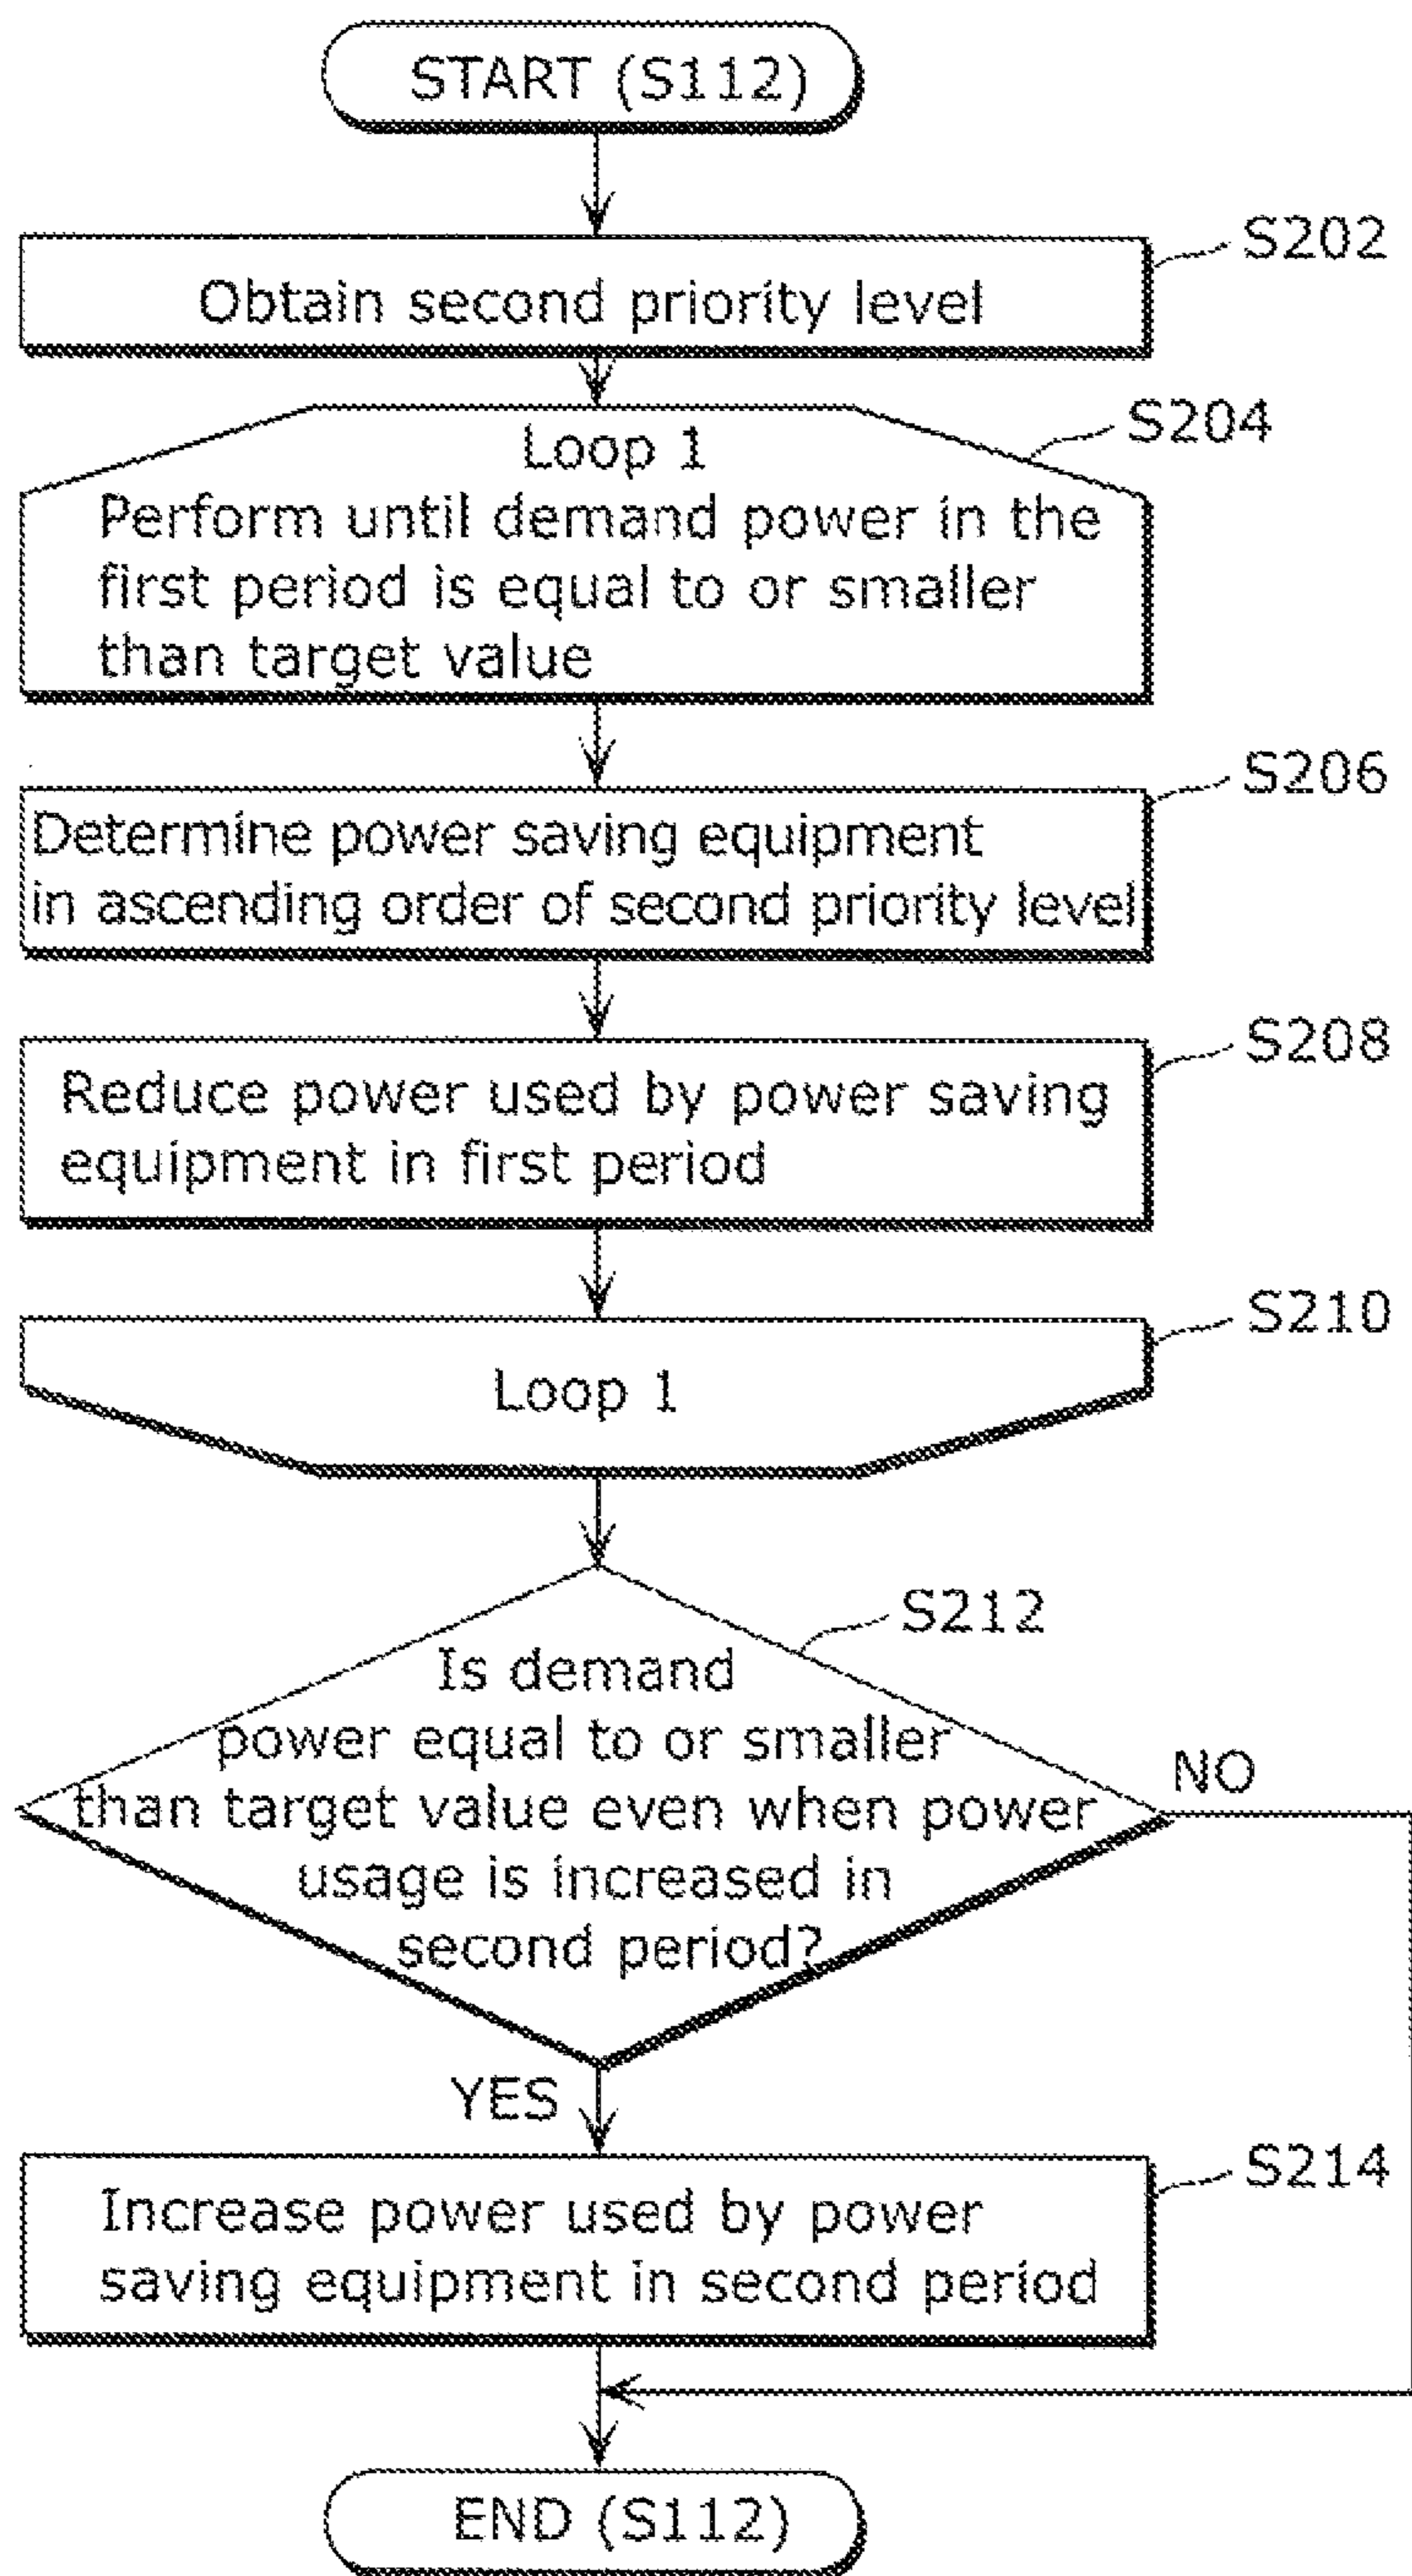 START (S112)
S202
Obtain second priority level
S204
Loop 1
Perform until demand power in the
first period is equal to or smaller
than target value
S206
Determine power saving equipment
in ascending order of second priority level
S208
Reduce power used by power saving
equipment in first period
S210
Loop 1
S212
Is demand
power equal to or smaller
than target value even when power
usage is increased in
second period?
NO
YES
S214
Increase power used by power
saving equipment in second period
END (S112)